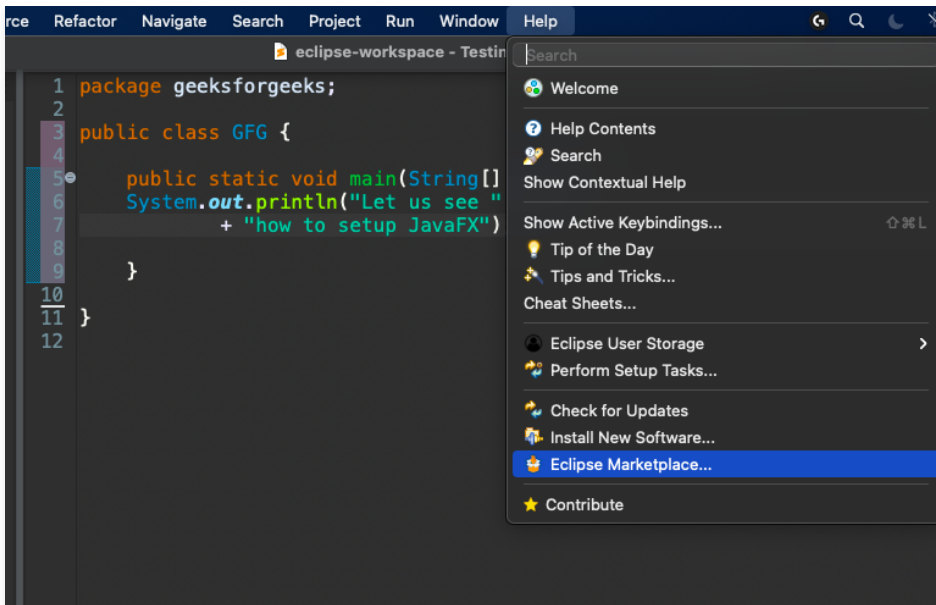 rce Refactor Navigate Search Project Run Window Help
eclipse-workspace - Testin
Search
1 package geeksforgeeks;
2
3 public class GFG {
4
5 public static void main(String[]
6 System.out.println("Let us see "
7 + "how to setup JavaFX")
8
9 }
10
11 }
12
Welcome
Help Contents
Search
Show Contextual Help
Show Active Keybindings... ⇧⌘L
Tip of the Day
Tips and Tricks...
Cheat Sheets...
Eclipse User Storage
Perform Setup Tasks...
Check for Updates
Install New Software...
Eclipse Marketplace...
Contribute